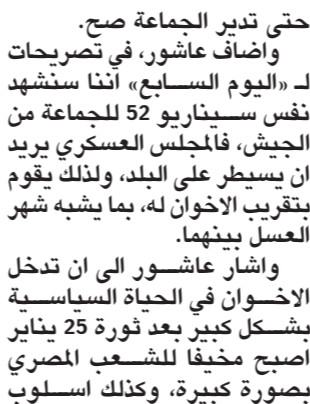 حتى تدير الجماعة صح.
واضاف عاشور، في تصريحات
لـ «اليوم السابع» اننا سنشهد
نفس سيناريو 52 للجماعة من
الجيش، فالمجلس العسكري يريد
ان يسيطر على البلد، ولذلك يقوم
بتقريب الاخوان له، بما يشبه شهر
العسل بينهما.
واشار عاشور الى ان تدخل
الاخوان في الحياة السياسية
بشكل كبير بعد ثورة 25 يناير
اصبح مخيفا للشعب المصري
بصورة كبيرة، وكذلك اسلوب